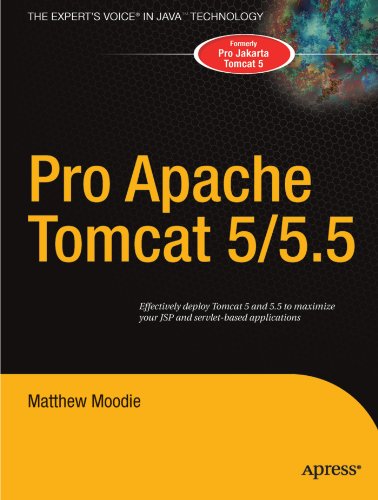 THE EXPERT'S VOICE® IN JAVA™ TECHNOLOGY
Formerly
Pro Jakarta
Tomcat 5
Pro Apache
Tomcat 5/5.5
Effectively deploy Tomcat 5 and 5.5 to maximize
your JSP and servlet-based applications
Matthew Moodie
Apress®